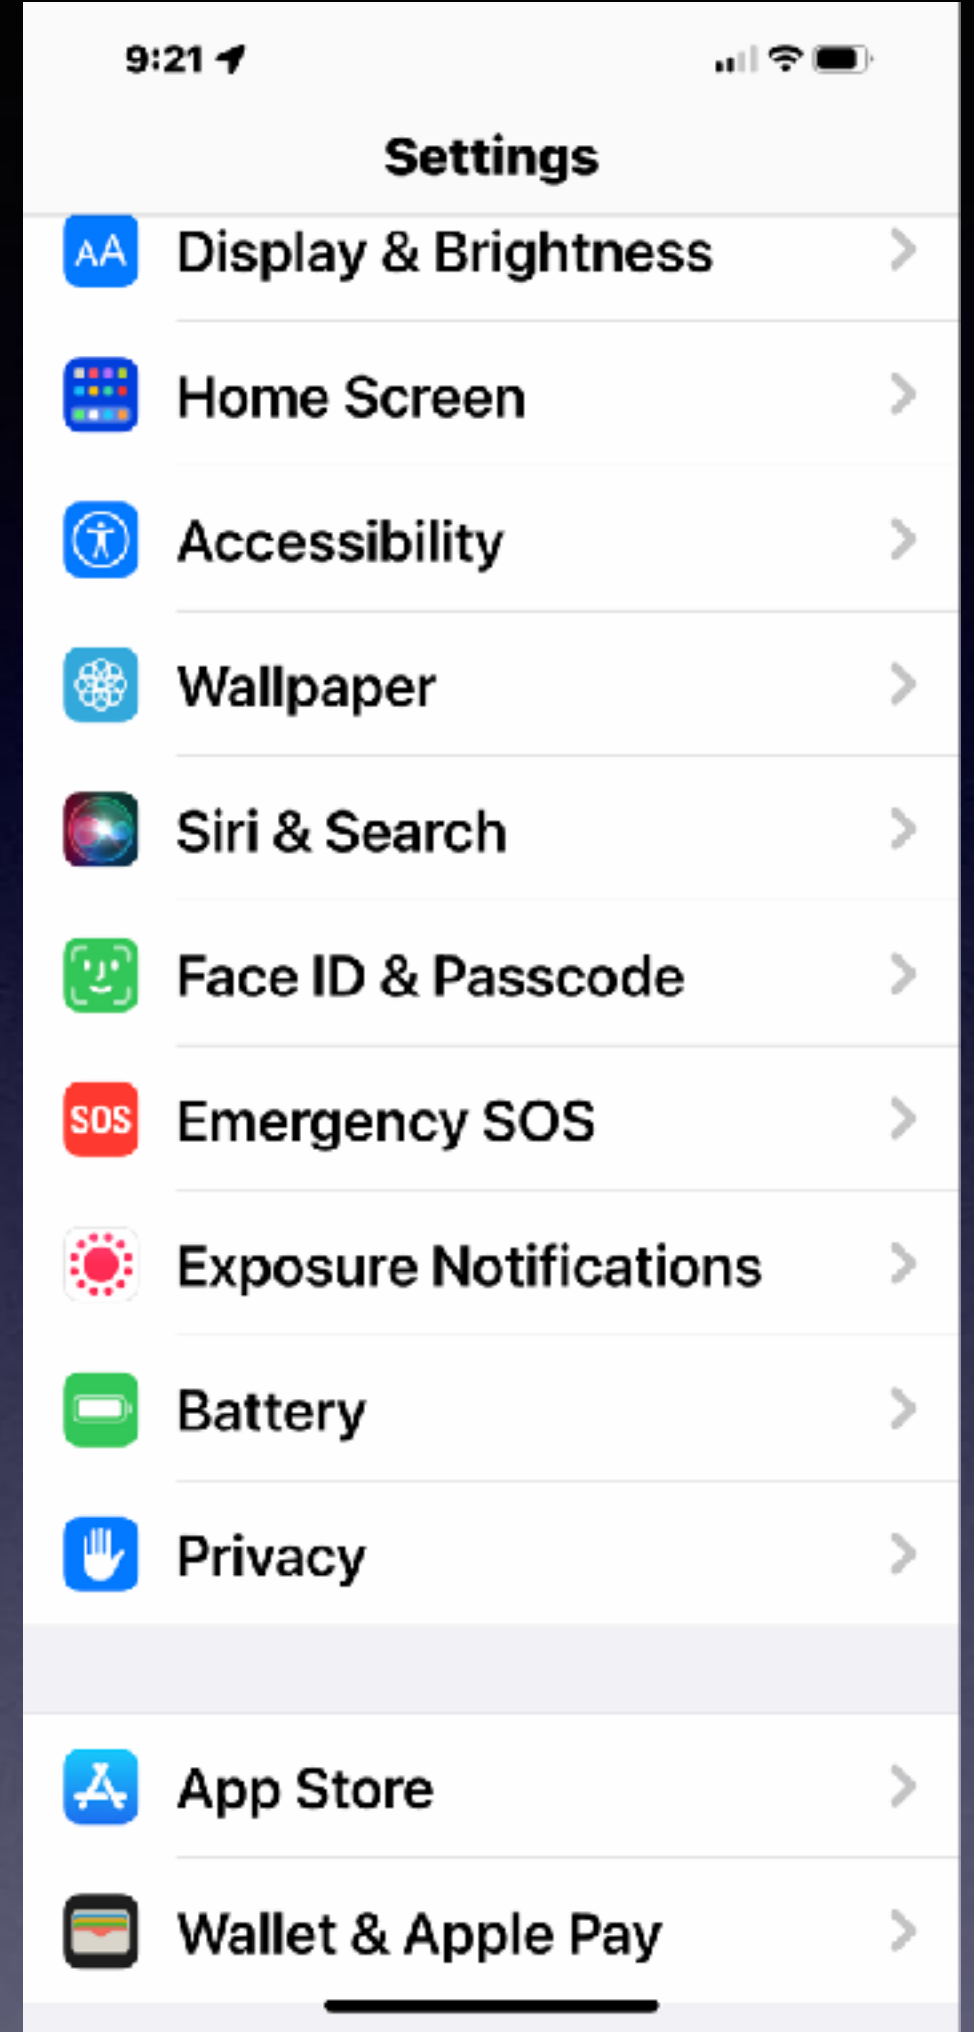 9:21
Settings
AA Display & Brightness
Home Screen
Accessibility
Wallpaper
Siri & Search
Face ID & Passcode
SOS Emergency SOS
Exposure Notifications
Battery
Privacy
App Store
Wallet & Apple Pay